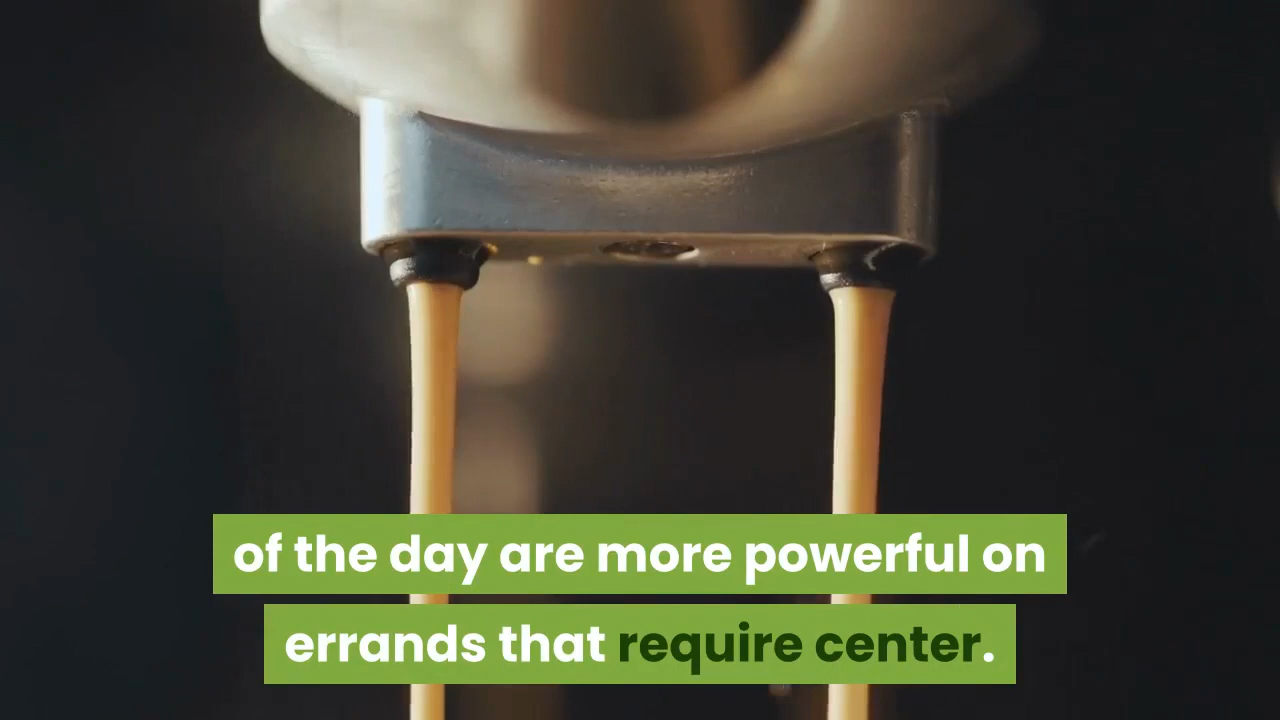 of the day are more powerful on
errands that require center.